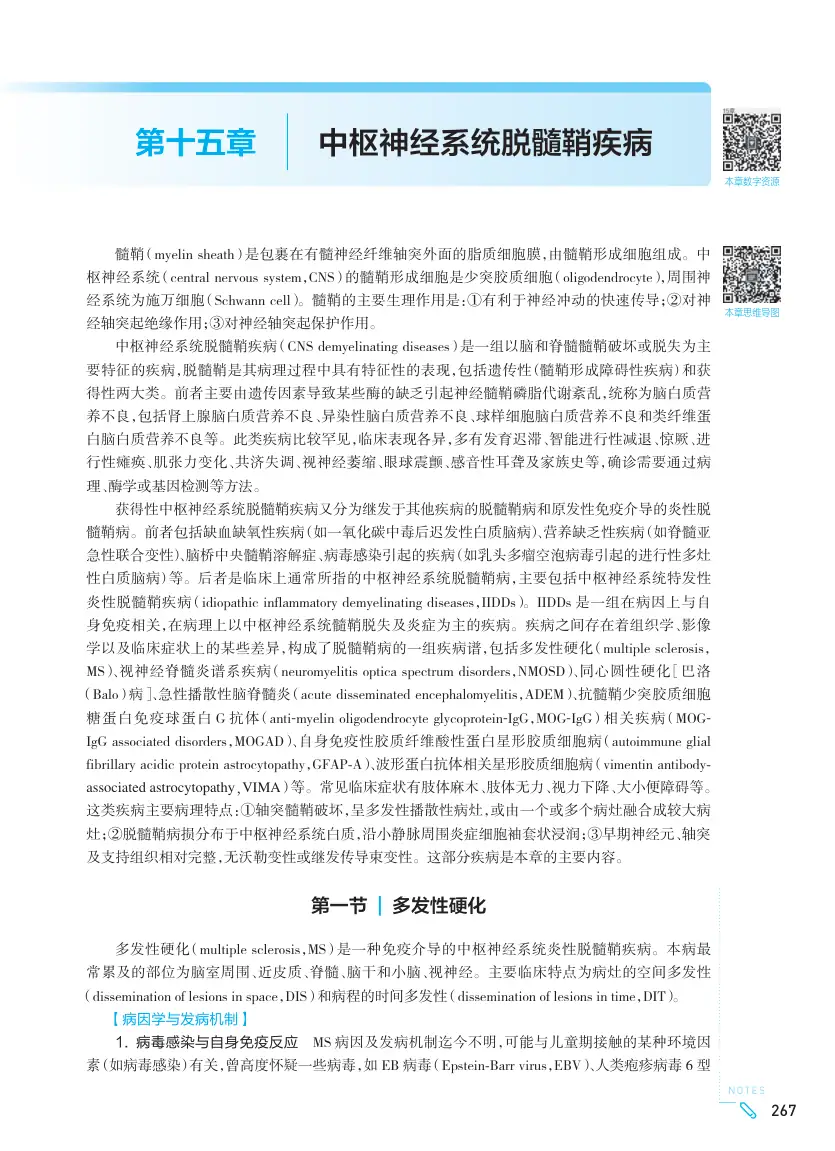 第十五章 中枢神经系统脱髓鞘疾病
本章数字资源
髓鞘（myelin sheath）是包裹在有髓神经纤维轴突外面的脂质细胞膜，由髓鞘形成细胞组成。中
枢神经系统（central nervous system，CNS）的髓鞘形成细胞是少突胶质细胞（oligodendrocyte），周围神
经系统为施万细胞（Schwann cell）。髓鞘的主要生理作用是：①有利于神经冲动的快速传导；②对神
经轴突起绝缘作用；③对神经轴突起保护作用。
本章思维导图
中枢神经系统脱髓鞘疾病（CNS demyelinating diseases）是一组以脑和脊髓髓鞘破坏或脱失为主
要特征的疾病，脱髓鞘是其病理过程中具有特征性的表现，包括遗传性（髓鞘形成障碍性疾病）和获
得性两大类。前者主要由遗传因素导致某些酶的缺乏引起神经髓鞘磷脂代谢紊乱，统称为脑白质营
养不良，包括肾上腺脑白质营养不良、异染性脑白质营养不良、球样细胞脑白质营养不良和类纤维蛋
白脑白质营养不良等。此类疾病比较罕见，临床表现各异，多有发育迟滞、智能进行性减退、惊厥、进
行性瘫痪、肌张力变化、共济失调、视神经萎缩、眼球震颤、感音性耳聋及家族史等，确诊需要通过病
理、酶学或基因检测等方法。
获得性中枢神经系统脱髓鞘疾病又分为继发于其他疾病的脱髓鞘病和原发性免疫介导的炎性脱
髓鞘病。前者包括缺血缺氧性疾病（如一氧化碳中毒后迟发性白质脑病）、营养缺乏性疾病（如脊髓亚
急性联合变性）、脑桥中央髓鞘溶解症、病毒感染引起的疾病（如乳头多瘤空泡病毒引起的进行性多灶
性白质脑病）等。后者是临床上通常所指的中枢神经系统脱髓鞘病，主要包括中枢神经系统特发性
炎性脱髓鞘疾病（idiopathic inflammatory demyelinating diseases，IIDDs）。IIDDs 是一组在病因上与自
身免疫相关，在病理上以中枢神经系统髓鞘脱失及炎症为主的疾病。疾病之间存在着组织学、影像
学以及临床症状上的某些差异，构成了脱髓鞘病的一组疾病谱，包括多发性硬化（multiple sclerosis，
MS）、视神经脊髓炎谱系疾病（neuromyelitis optica spectrum disorders，NMOSD）、同心圆性硬化［巴洛
（Balo）病］、急性播散性脑脊髓炎（acute disseminated encephalomyelitis，ADEM）、抗髓鞘少突胶质细胞
糖蛋白免疫球蛋白 G 抗体（anti-myelin oligodendrocyte glycoprotein-IgG，MOG-IgG）相关疾病（MOG-
IgG associated disorders，MOGAD）、自身免疫性胶质纤维酸性蛋白星形胶质细胞病（autoimmune glial
fibrillary acidic protein astrocytopathy，GFAP-A）、波形蛋白抗体相关星形胶质细胞病（vimentin antibody-
associated astrocytopathy，VIMA）等。常见临床症状有肢体麻木、肢体无力、视力下降、大小便障碍等。
这类疾病主要病理特点：①轴突髓鞘破坏，呈多发性播散性病灶，或由一个或多个病灶融合成较大病
灶；②脱髓鞘病损分布于中枢神经系统白质，沿小静脉周围炎症细胞袖套状浸润；③早期神经元、轴突
及支持组织相对完整，无沃勒变性或继发传导束变性。这部分疾病是本章的主要内容。
第一节 多发性硬化
多发性硬化（multiple sclerosis，MS）是一种免疫介导的中枢神经系统炎性脱髓鞘疾病。本病最
常累及的部位为脑室周围、近皮质、脊髓、脑干和小脑、视神经。主要临床特点为病灶的空间多发性
（dissemination of lesions in space，DIS）和病程的时间多发性（dissemination of lesions in time，DIT）。
【病因学与发病机制】
1. 病毒感染与自身免疫反应 MS 病因及发病机制迄今不明，可能与儿童期接触的某种环境因
素（如病毒感染）有关，曾高度怀疑一些病毒，如 EB 病毒（Epstein-Barr virus，EBV）、人类疱疹病毒 6 型
NOTES
267